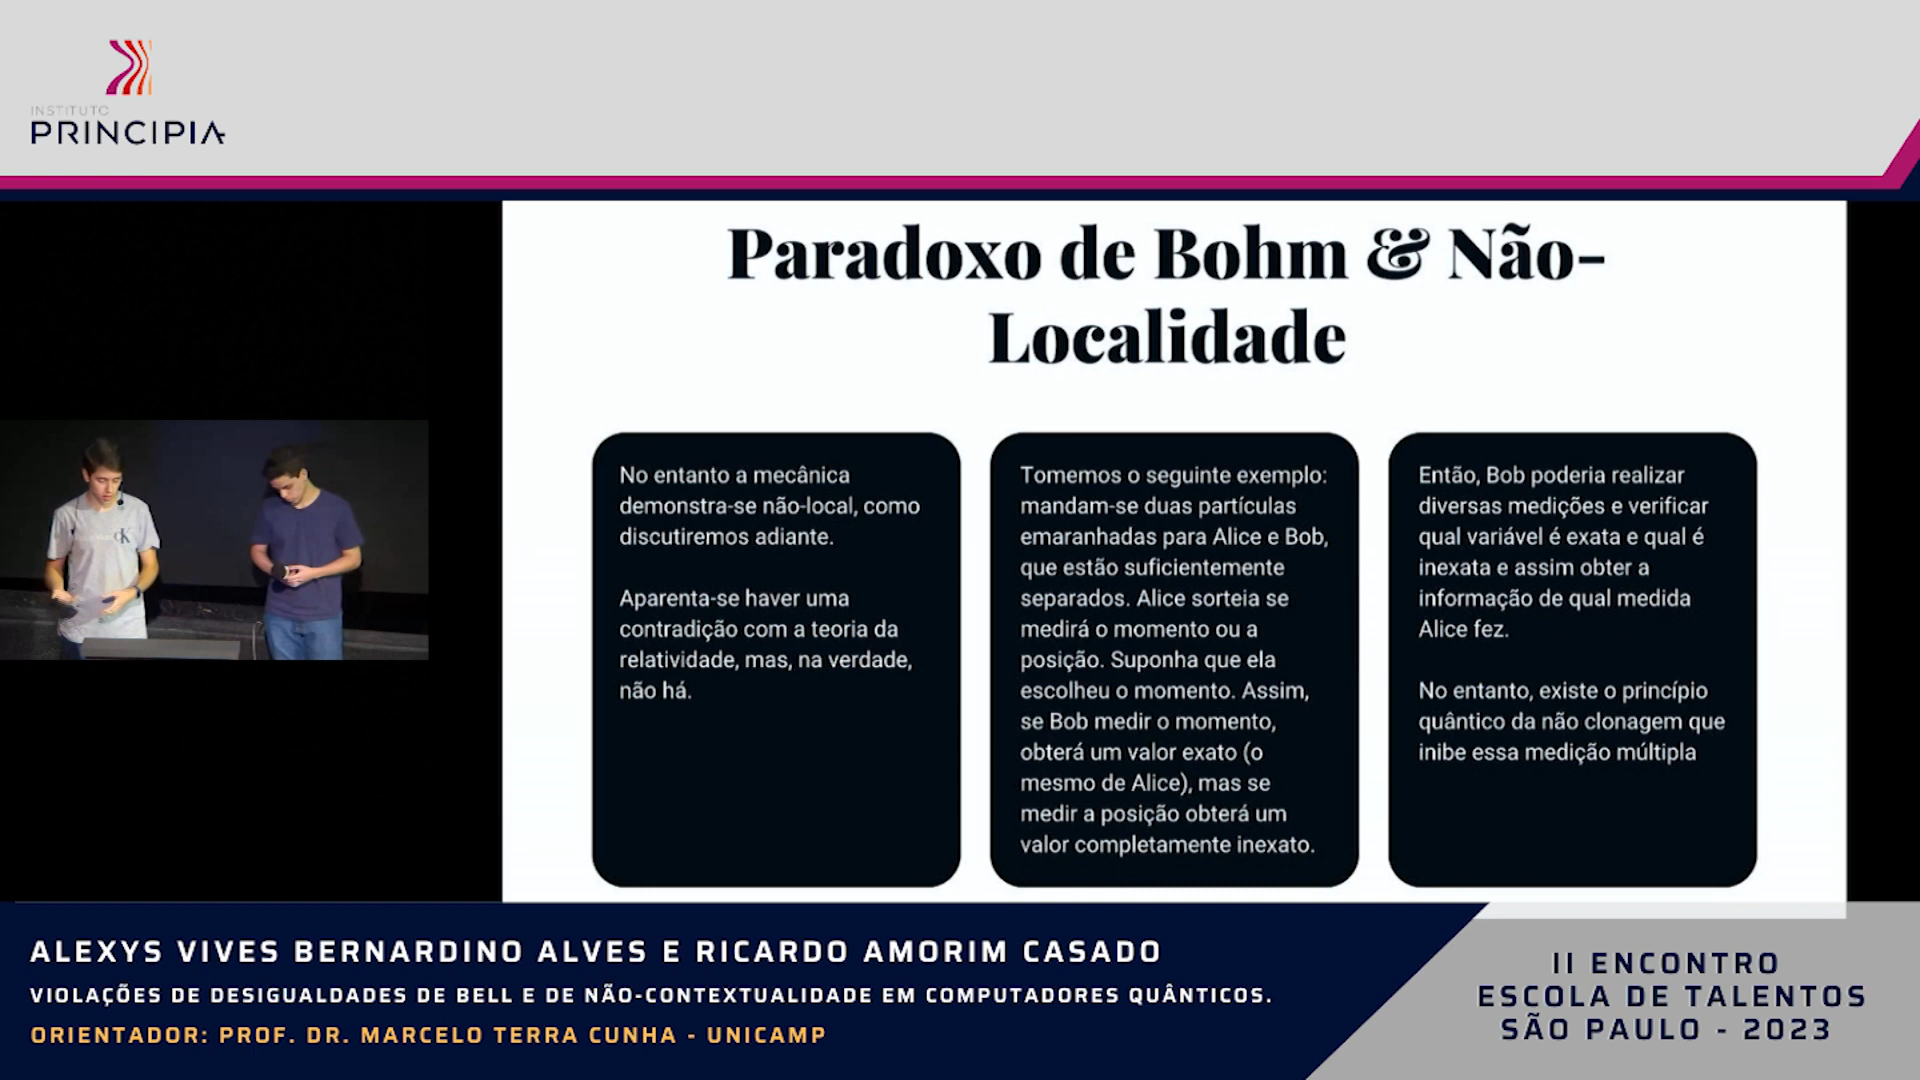 INSTITUTO
PRINCIPIA
Paradoxo de Bohm & Não-
Localidade
No entanto a mecânica
demonstra-se não-local, como
discutiremos adiante.
Aparenta-se haver uma
contradição com a teoria da
relatividade, mas, na verdade,
não há.
Tomemos o seguinte exemplo:
mandam-se duas partículas
emaranhadas para Alice e Bob,
que estão suficientemente
separados. Alice sorteia se
medirá o momento ou a
posição. Suponha que ela
escolheu o momento. Assim,
se Bob medir o momento,
obterá um valor exato (o
mesmo de Alice), mas se
medir a posição obterá um
valor completamente inexato.
Então, Bob poderia realizar
diversas medições e verificar
qual variável é exata e qual é
inexata e assim obter a
informação de qual medida
Alice fez.
No entanto, existe o princípio
quântico da não clonagem que
inibe essa medição múltipla
ALEXYS VIVES BERNARDINO ALVES E RICARDO AMORIM CASADO
VIOLAÇÕES DE DESIGUALDADES DE BELL E DE NÃO-CONTEXTUALIDADE EM COMPUTADORES QUÂNTICOS.
ORIENTADOR: PROF. DR. MARCELO TERRA CUNHA - UNICAMP
II ENCONTRO
ESCOLA DE TALENTOS
SÃO PAULO - 2023